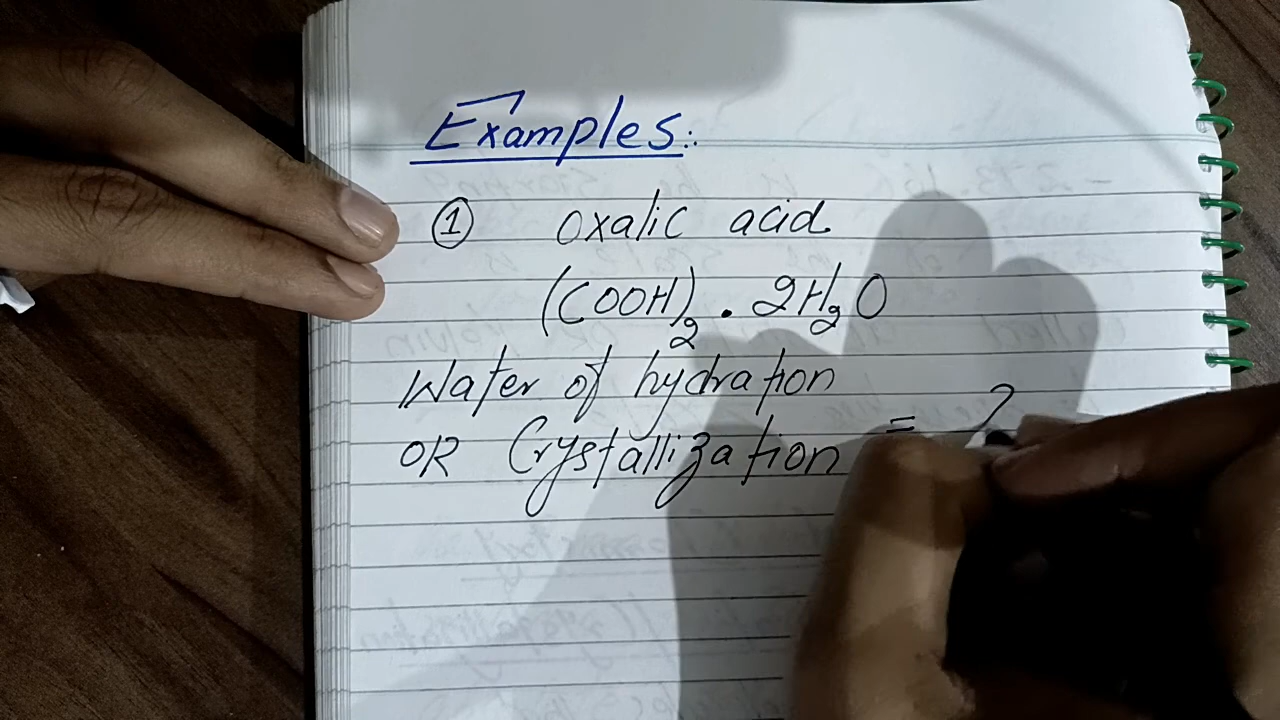 Examples:
① Oxalic acid
(COOH)₂ . 2H₂O
Water of hydration
OR Crystallization = 2